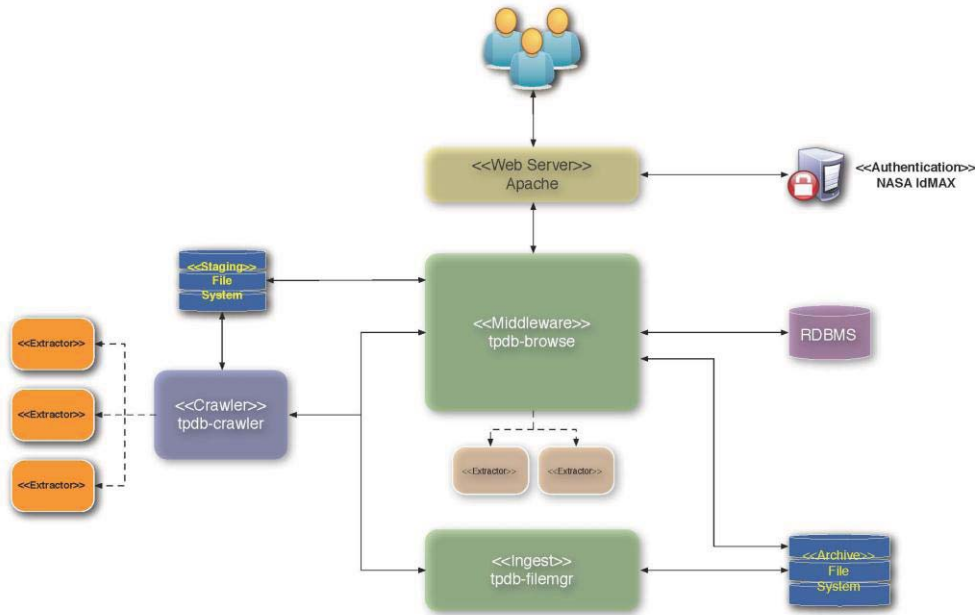 <<Web Server>>
Apache
<<Authentication>>
NASA IdMAX
<<Staging>>
File
System
<<Middleware>>
tpdb-browse
RDBMS
<<Extractor>>
<<Extractor>>
<<Extractor>>
<<Crawler>>
tpdb-crawler
<<Extractor>>
<<Extractor>>
<<Ingest>>
tpdb-filemgr
<<Archive>>
File
System